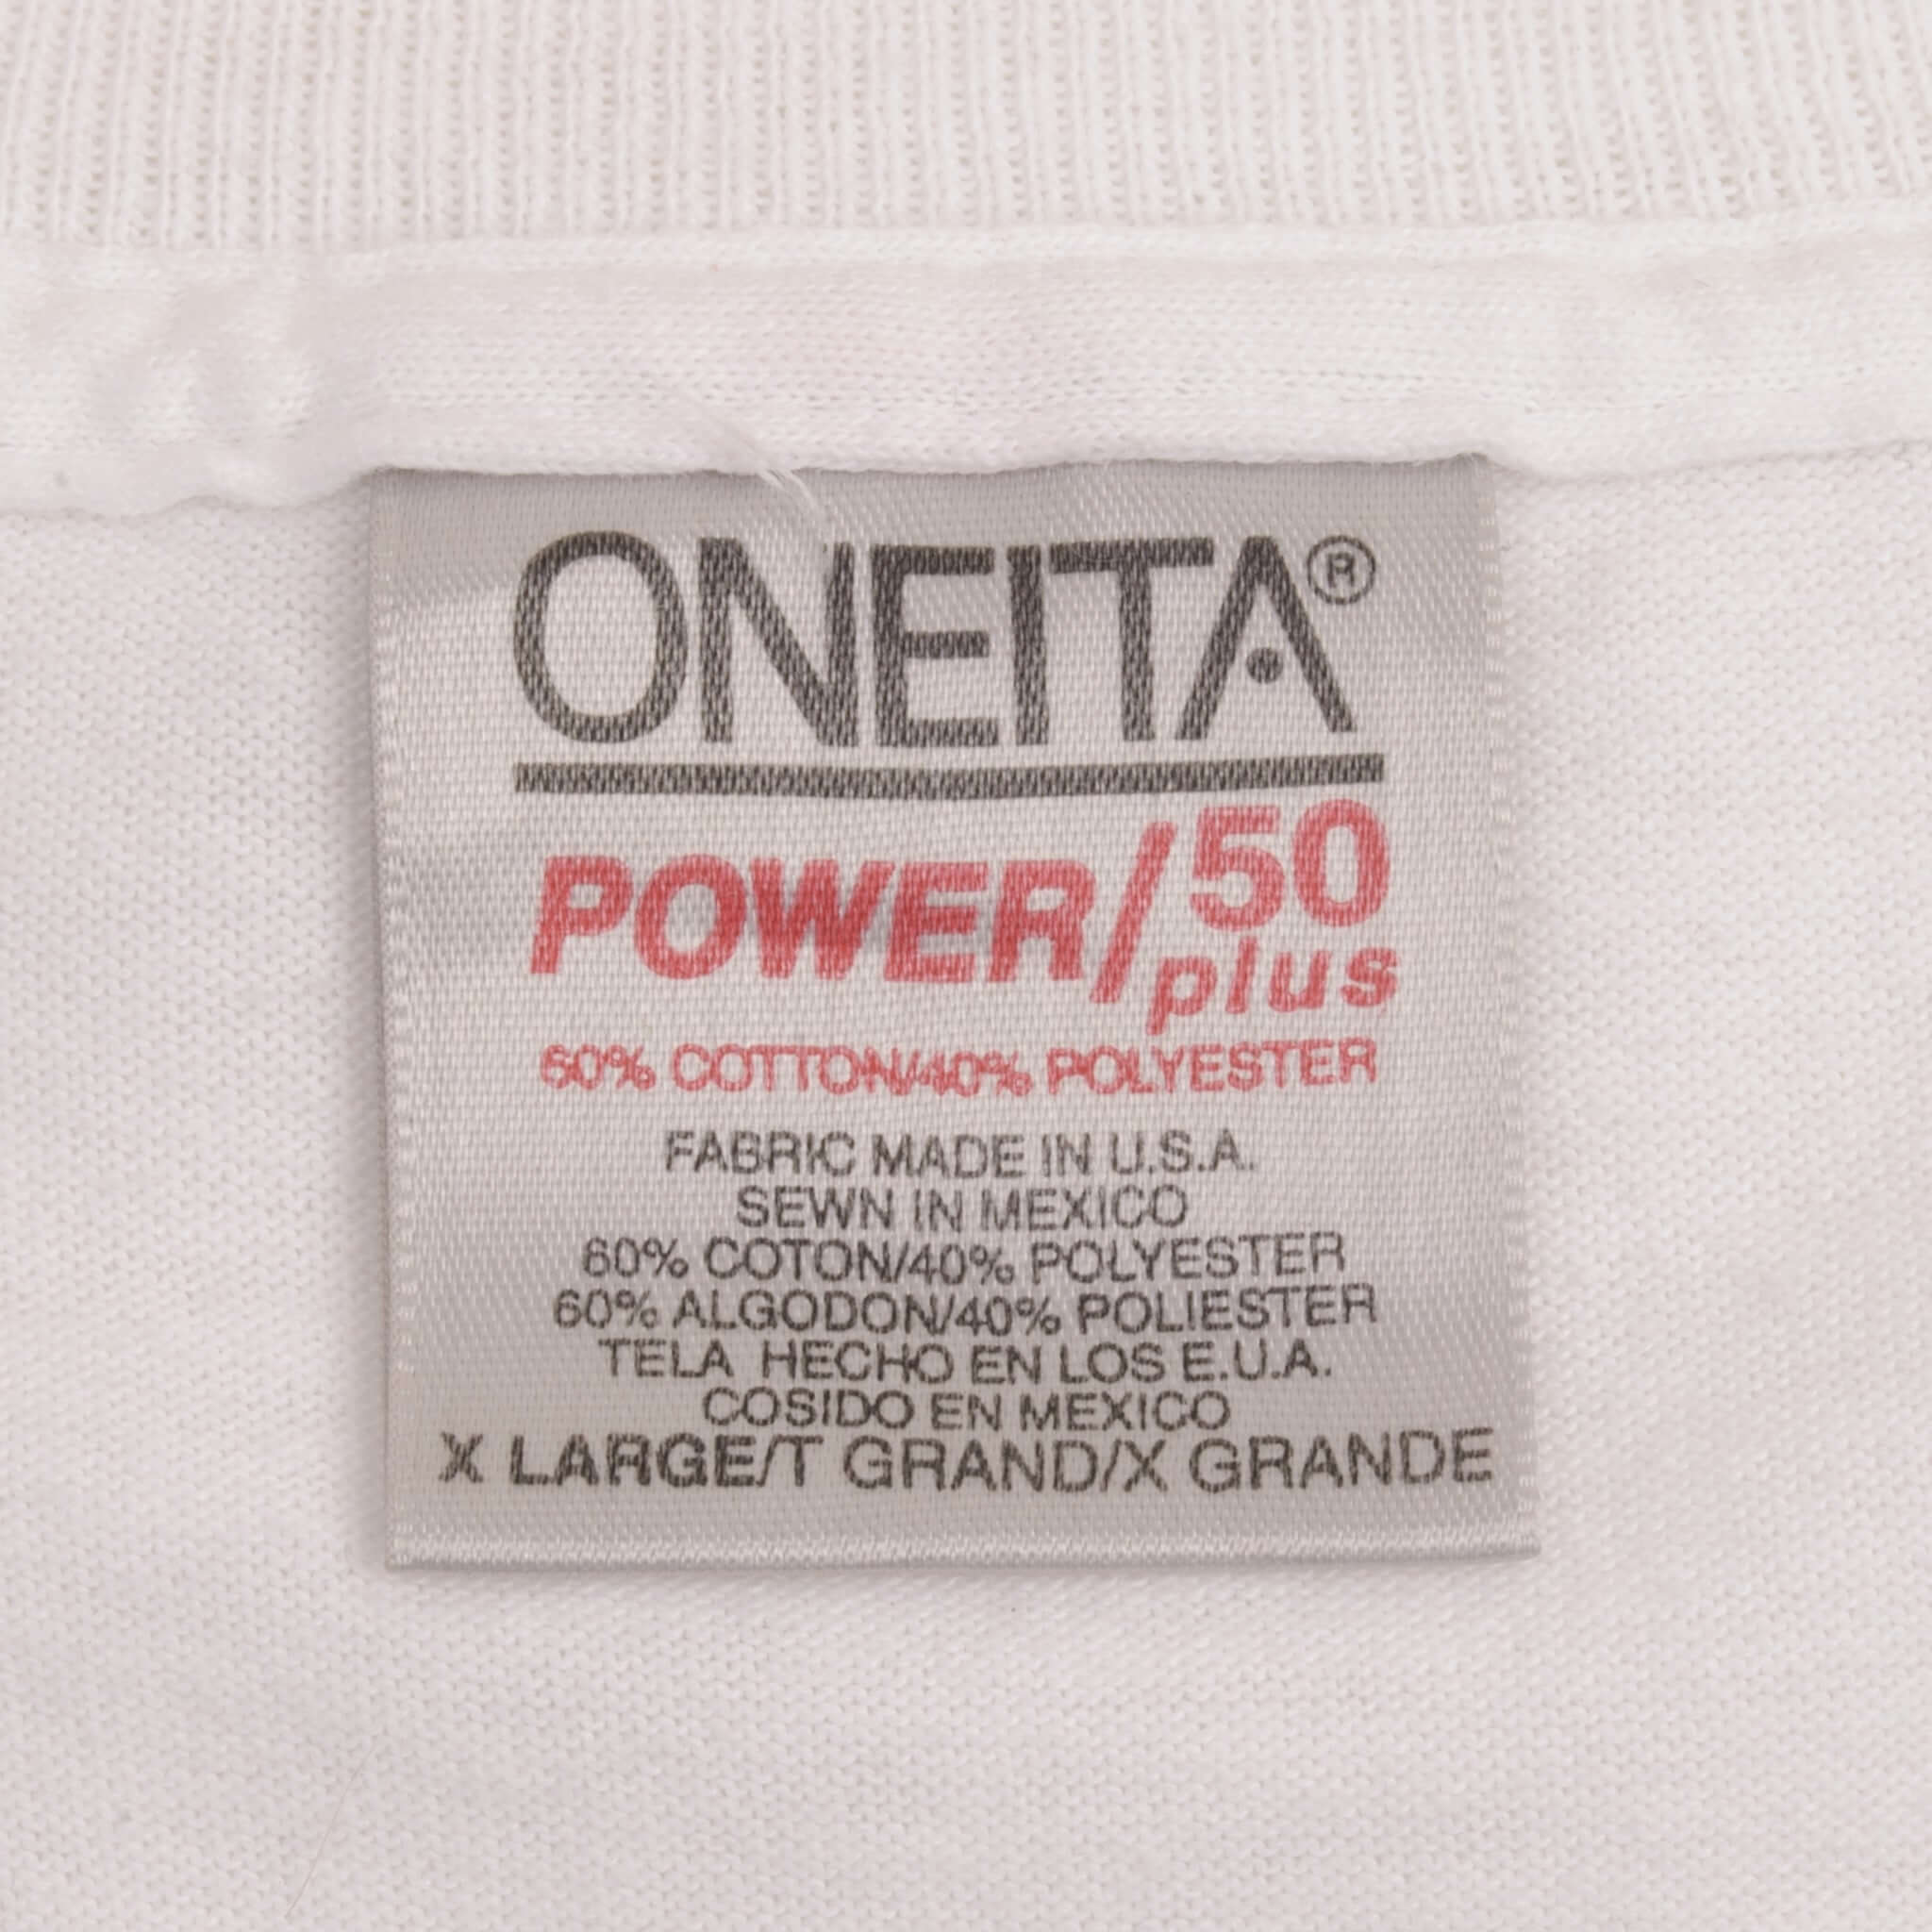 ONEITA®
POWER/50 plus
60% COTTON/40% POLYESTER
FABRIC MADE IN U.S.A.
SEWN IN MEXICO
60% COTON/40% POLYESTER
60% ALGODON/40% POLIESTER
TELA HECHO EN LOS E.U.A.
COSIDO EN MEXICO
X LARGE/T GRAND/X GRANDE